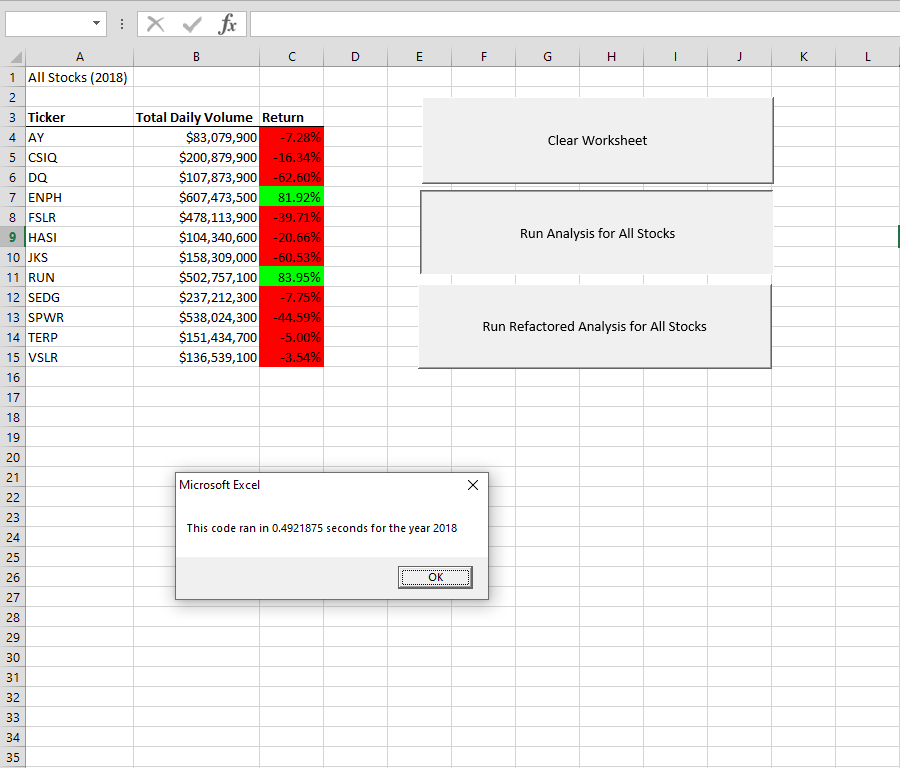 fx
A B C D E F G H I J K L
1 All Stocks (2018)
2
3 Ticker Total Daily Volume Return
4 AY $83,079,900 -7.28%
5 CSIQ $200,879,900 -16.34%
6 DQ $107,873,900 -62.60%
7 ENPH $607,473,500 81.92%
8 FSLR $478,113,900 -39.71%
9 HASI $104,340,600 -20.66%
10 JKS $158,309,000 -60.53%
11 RUN $502,757,100 83.95%
12 SEDG $237,212,300 -7.75%
13 SPWR $538,024,300 -44.59%
14 TERP $151,434,700 -5.00%
15 VSLR $136,539,100 -3.54%
16
17
18
19
20
21
22
23
24
25
26
27
28
29
30
31
32
33
34
35
Clear Worksheet
Run Analysis for All Stocks
Run Refactored Analysis for All Stocks
Microsoft Excel
This code ran in 0.4921875 seconds for the year 2018
OK